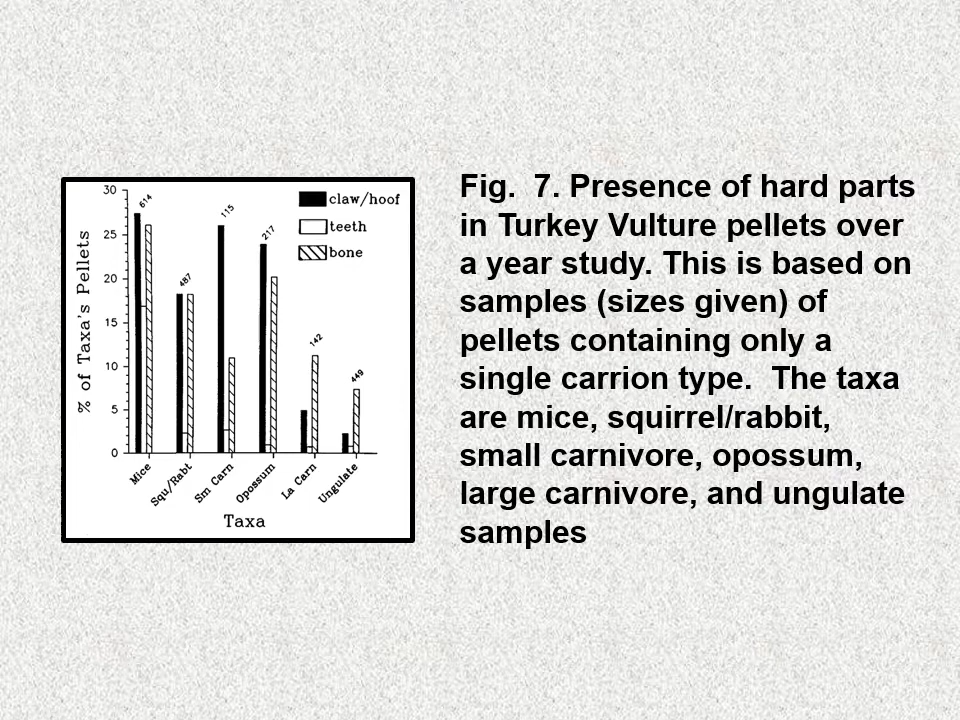 30
25
20
15
10
5
0
% of Taxa's Pellets
claw/hoof
teeth
bone
614
487
115
217
142
449
Mice
Squ/Rabt
Sm Carn
Opossum
La Carn
Ungulate
Taxa
Fig.  7. Presence of hard parts
in Turkey Vulture pellets over
a year study. This is based on
samples (sizes given) of
pellets containing only a
single carrion type.  The taxa
are mice, squirrel/rabbit,
small carnivore, opossum,
large carnivore, and ungulate
samples